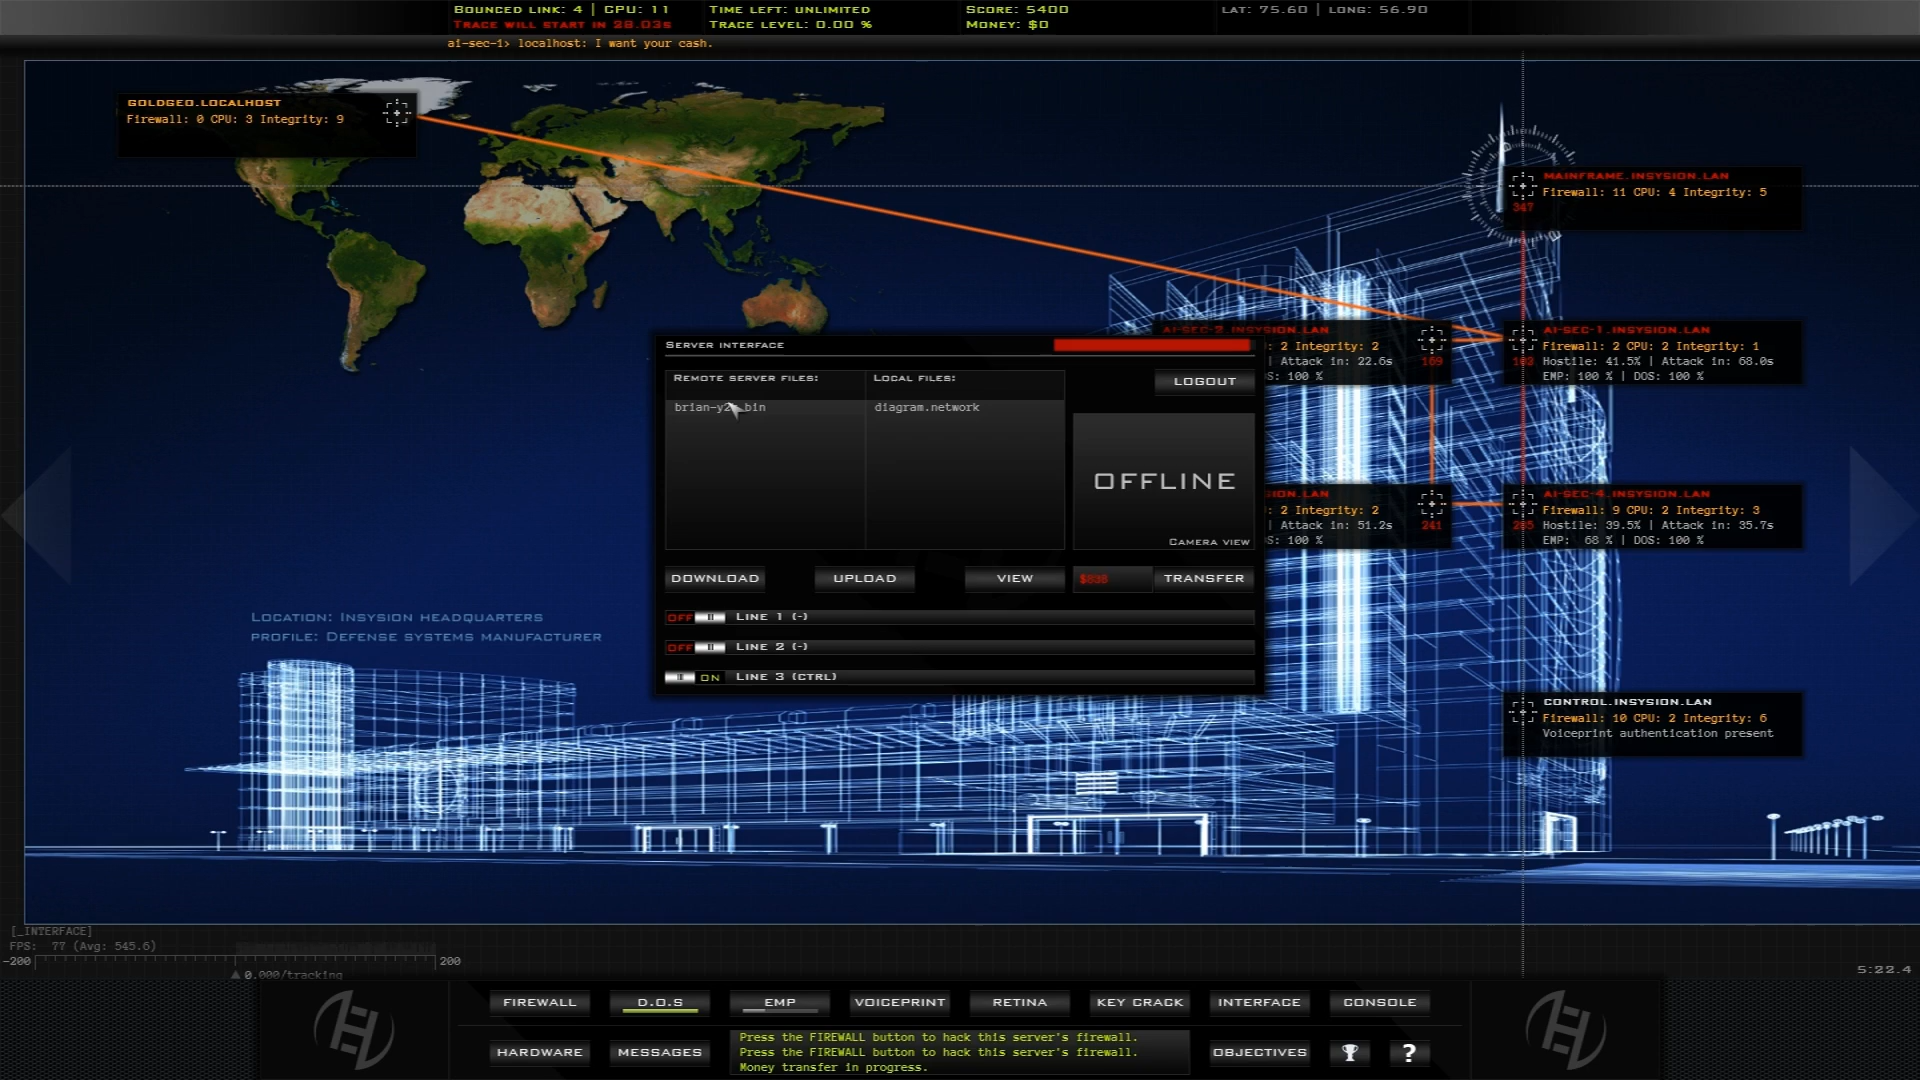 BOUNCED LINK: 4 | CPU: 11
TRACE WILL START IN 28.03s
TIME LEFT: UNLIMITED
TRACE LEVEL: 0.00 %
SCORE: 5400
MONEY: $0
LAT: 75.60 | LONG: 56.90
ai-sec-1> localhost: I want your cash.
GOLDGEO.LOCALHOST
Firewall: 0 CPU: 3 Integrity: 9
MAINFRAME.INSYSION.LAN
Firewall: 11 CPU: 4 Integrity: 5
347
AI-SEC-2.INSYSION.LAN
: 2 Integrity: 2
| Attack in: 22.6s
S: 100 %
169
AI-SEC-1.INSYSION.LAN
Firewall: 2 CPU: 2 Integrity: 1
Hostile: 41.5% | Attack in: 68.0s
EMP: 100 % | DOS: 100 %
SERVER INTERFACE
REMOTE SERVER FILES:
LOCAL FILES:
LOGOUT
diagram.network
OFFLINE
CAMERA VIEW
SION.LAN
: 2 Integrity: 2
| Attack in: 51.2s
S: 100 %
241
AI-SEC-4.INSYSION.LAN
Firewall: 9 CPU: 2 Integrity: 3
Hostile: 39.5% | Attack in: 35.7s
EMP: 68 % | DOS: 100 %
DOWNLOAD
UPLOAD
VIEW
TRANSFER
OFF LINE 1 (-)
OFF LINE 2 (-)
ON LINE 3 (CTRL)
LOCATION: INSYSION HEADQUARTERS
PROFILE: DEFENSE SYSTEMS MANUFACTURER
CONTROL.INSYSION.LAN
Firewall: 10 CPU: 2 Integrity: 6
Voiceprint authentication present
[_INTERFACE]
FPS: 77 (Avg: 545.6)
-200
200
0.000/tracking
5:22.4
FIREWALL
D.O.S
EMP
VOICEPRINT
RETINA
KEY CRACK
INTERFACE
CONSOLE
HARDWARE
MESSAGES
Press the FIREWALL button to hack this server's firewall.
Press the FIREWALL button to hack this server's firewall.
Money transfer in progress.
OBJECTIVES
?